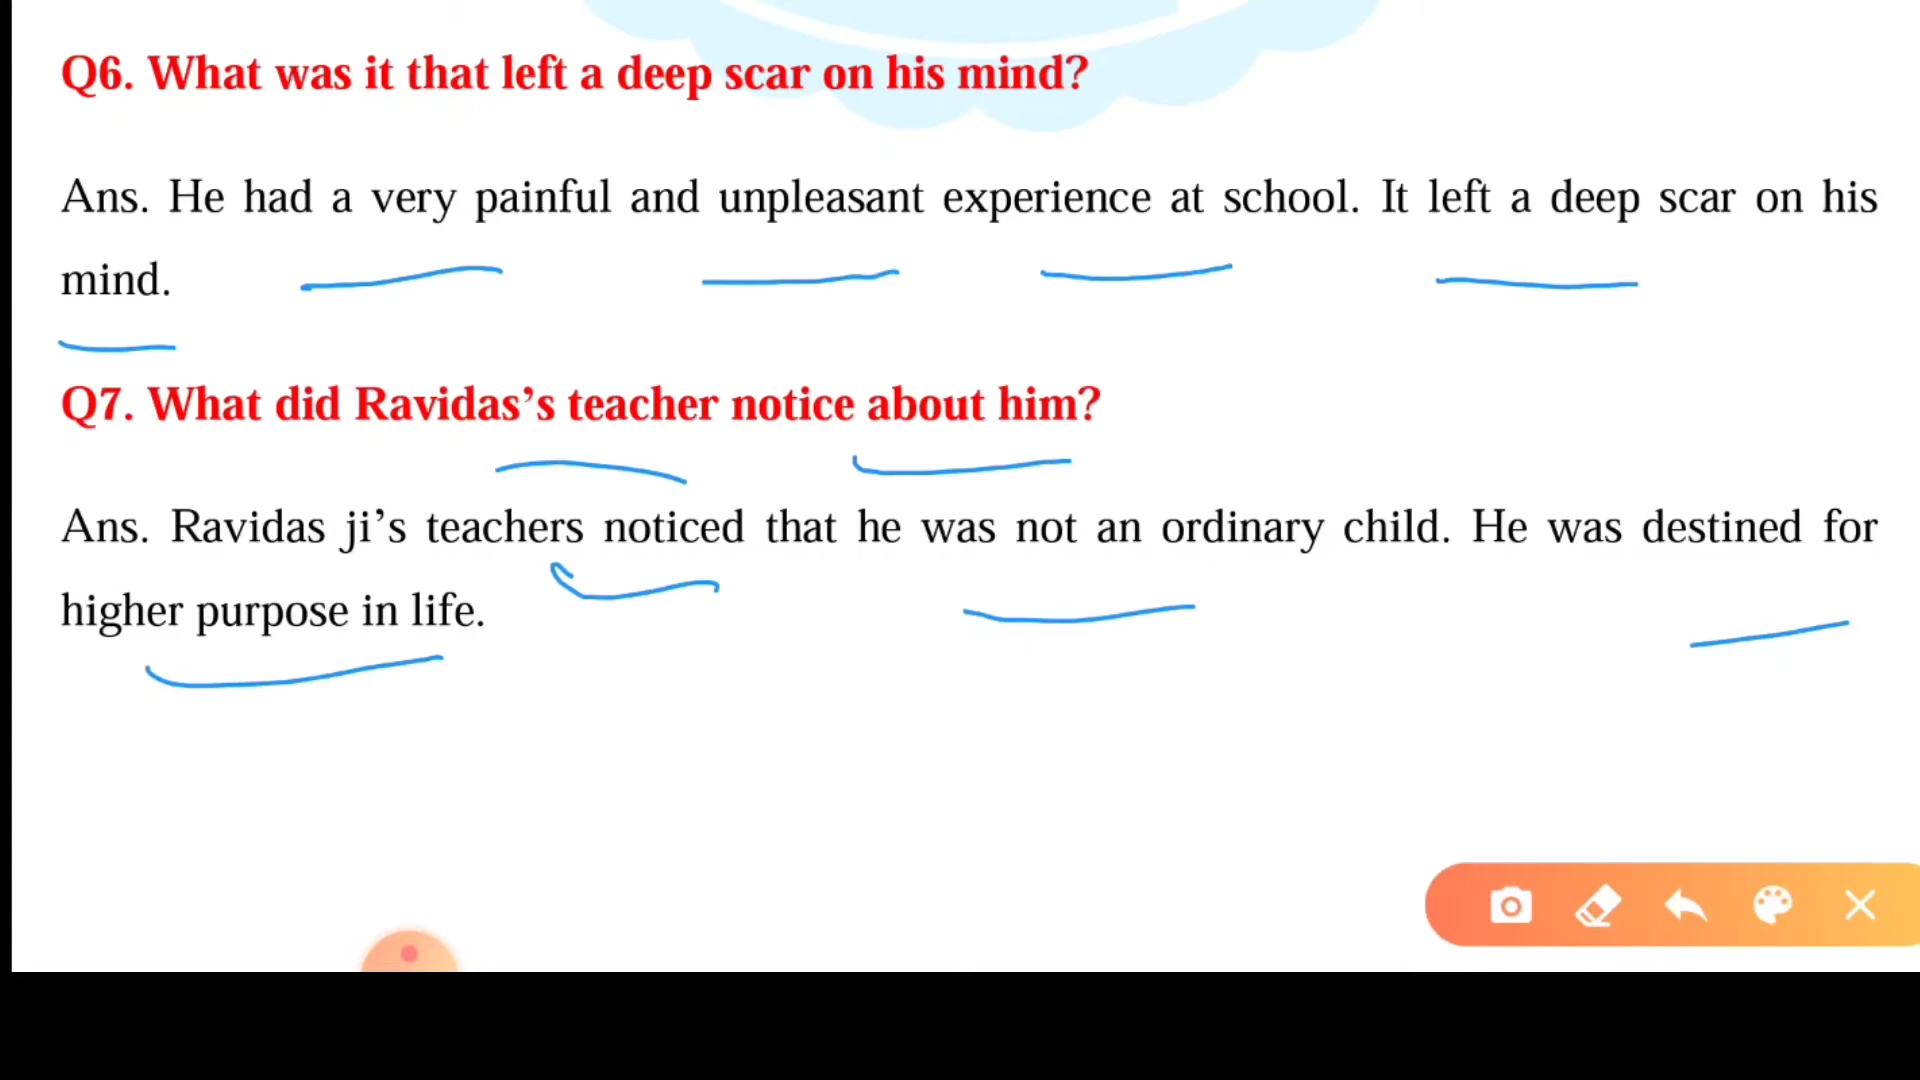 Q6. What was it that left a deep scar on his mind?
Ans. He had a very painful and unpleasant experience at school. It left a deep scar on his
mind.
Q7. What did Ravidas’s teacher notice about him?
Ans. Ravidas ji’s teachers noticed that he was not an ordinary child. He was destined for
higher purpose in life.